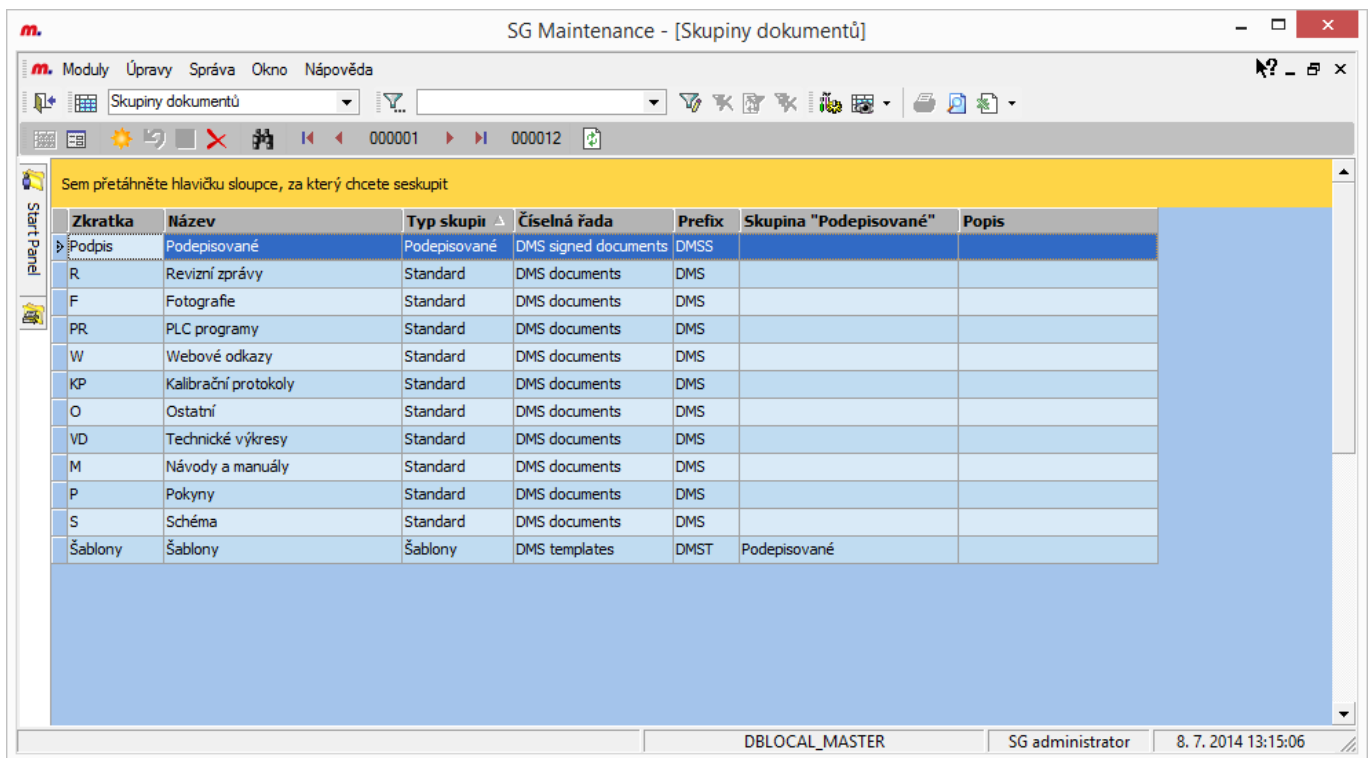 m. SG Maintenance - [Skupiny dokumentů]
m. Moduly Úpravy Správa Okno Nápověda
Skupiny dokumentů
000001 000012
Start Panel
Sem přetáhněte hlavičku sloupce, za který chcete seskupit
Zkratka Název Typ skupin Číselná řada Prefix Skupina "Podepisované" Popis
Podpis Podepisované Podepisované DMS signed documents DMSS
R Revizní zprávy Standard DMS documents DMS
F Fotografie Standard DMS documents DMS
PR PLC programy Standard DMS documents DMS
W Webové odkazy Standard DMS documents DMS
KP Kalibrační protokoly Standard DMS documents DMS
O Ostatní Standard DMS documents DMS
VD Technické výkresy Standard DMS documents DMS
M Návody a manuály Standard DMS documents DMS
P Pokyny Standard DMS documents DMS
S Schéma Standard DMS documents DMS
Šablony Šablony Šablony DMS templates DMST Podepisované
DBLOCAL_MASTER SG administrator 8. 7. 2014 13:15:06